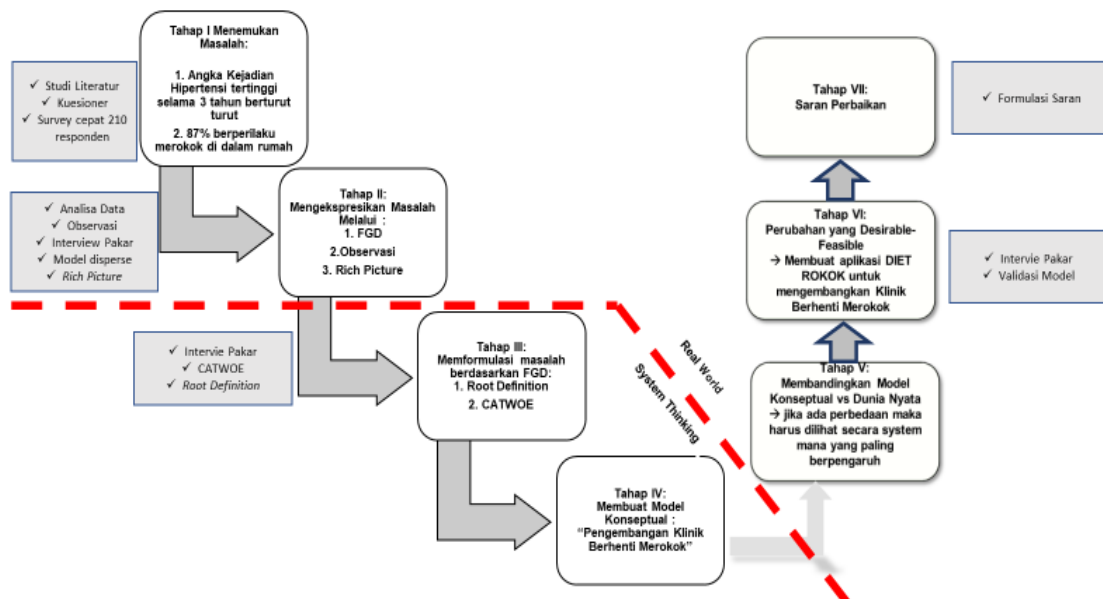 Tahap I Menemukan
Masalah:
1. Angka Kejadian
Hipertensi tertinggi
selama 3 tahun berturut
turut
2. 87% berperilaku
merokok di dalam rumah
✓ Studi Literatur
✓ Kuesioner
✓ Survey cepat 210
responden
Tahap II:
Mengekspresikan Masalah
Melalui :
1. FGD
2.Observasi
3. Rich Picture
✓ Analisa Data
✓ Observasi
✓ Interview Pakar
✓ Model disperse
✓ Rich Picture
Tahap III:
Memformulasi masalah
berdasarkan FGD:
1. Root Definition
2. CATWOE
✓ Intervie Pakar
✓ CATWOE
✓ Root Definition
Tahap IV:
Membuat Model
Konseptual :
“Pengembangan Klinik
Berhenti Merokok”
Real World
System Thinking
Tahap V:
Membandingkan Model
Konseptual vs Dunia Nyata
→ jika ada perbedaan maka
harus dilihat secara system
mana yang paling
berpengaruh
Tahap VI:
Perubahan yang Desirable-
Feasible
→ Membuat aplikasi DIET
ROKOK untuk
mengembangkan Klinik
Berhenti Merokok
✓ Intervie Pakar
✓ Validasi Model
Tahap VII:
Saran Perbaikan
✓ Formulasi Saran